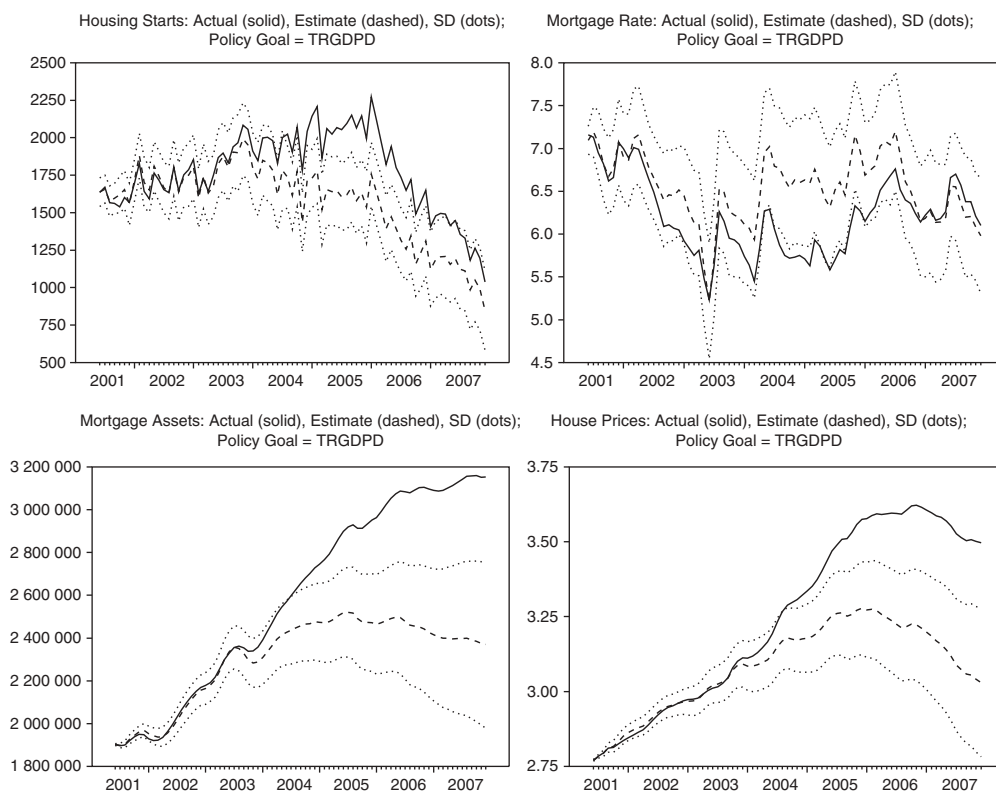 Housing Starts: Actual (solid), Estimate (dashed), SD (dots);
Policy Goal = TRGDPD
2500
2250
2000
1750
1500
1250
1000
750
500
2001 2002 2003 2004 2005 2006 2007
Mortgage Rate: Actual (solid), Estimate (dashed), SD (dots);
Policy Goal = TRGDPD
8.0
7.5
7.0
6.5
6.0
5.5
5.0
4.5
2001 2002 2003 2004 2005 2006 2007
Mortgage Assets: Actual (solid), Estimate (dashed), SD (dots);
Policy Goal = TRGDPD
3 200 000
3 000 000
2 800 000
2 600 000
2 400 000
2 200 000
2 000 000
1 800 000
2001 2002 2003 2004 2005 2006 2007
House Prices: Actual (solid), Estimate (dashed), SD (dots);
Policy Goal = TRGDPD
3.75
3.50
3.25
3.00
2.75
2001 2002 2003 2004 2005 2006 2007